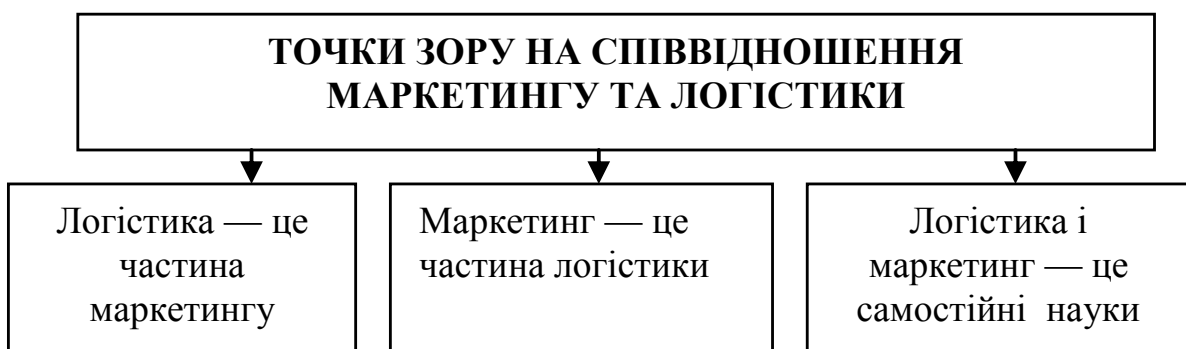 ТОЧКИ ЗОРУ НА СПІВВІДНОШЕННЯ
МАРКЕТИНГУ ТА ЛОГІСТИКИ
Логістика — це
частина
маркетингу
Маркетинг — це
частина логістики
Логістика і
маркетинг — це
самостійні науки